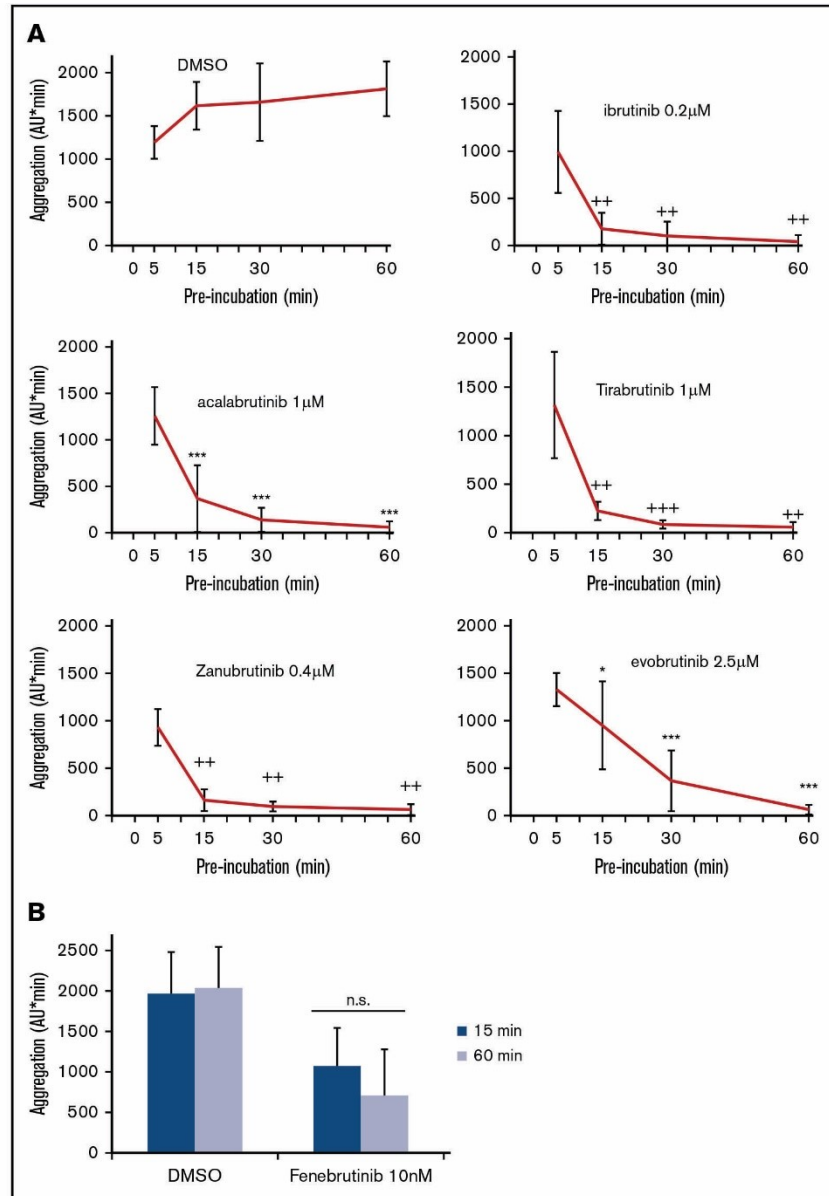 A
DMSO
2000
1500
1000
500
0
Aggregation (AU*min)
0 5 15 30 60
Pre-incubation (min)
ibrutinib 0.2μM
2000
1500
1000
500
0
++ ++ ++
0 5 15 30 60
Pre-incubation (min)
acalabrutinib 1μM
2000
1500
1000
500
0
Aggregation (AU*min)
*** *** ***
0 5 15 30 60
Pre-incubation (min)
Tirabrutinib 1μM
2000
1500
1000
500
0
++ +++ ++
0 5 15 30 60
Pre-incubation (min)
Zanubrutinib 0.4μM
2000
1500
1000
500
0
Aggregation (AU*min)
++ ++ ++
0 5 15 30 60
Pre-incubation (min)
evobrutinib 2.5μM
2000
1500
1000
500
0
* *** ***
0 5 15 30 60
Pre-incubation (min)
B
2500
2000
1500
1000
500
0
Aggregation (AU*min)
n.s.
15 min
60 min
DMSO Fenebrutinib 10nM